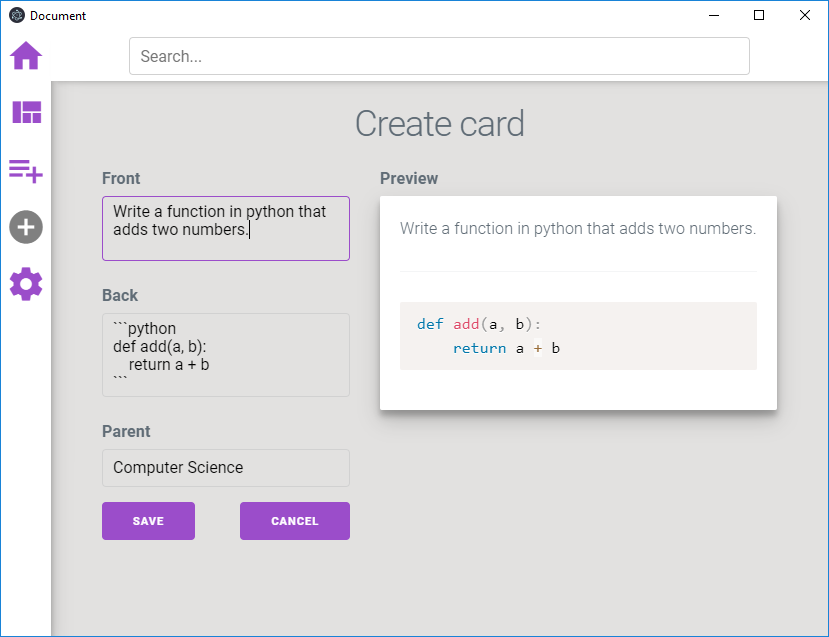 Document
Search...
Create card
Front
Write a function in python that
adds two numbers.
Back
```python
def add(a, b):
    return a + b
```
Parent
Computer Science
SAVE
CANCEL
Preview
Write a function in python that adds two numbers.
def add(a, b):
    return a + b